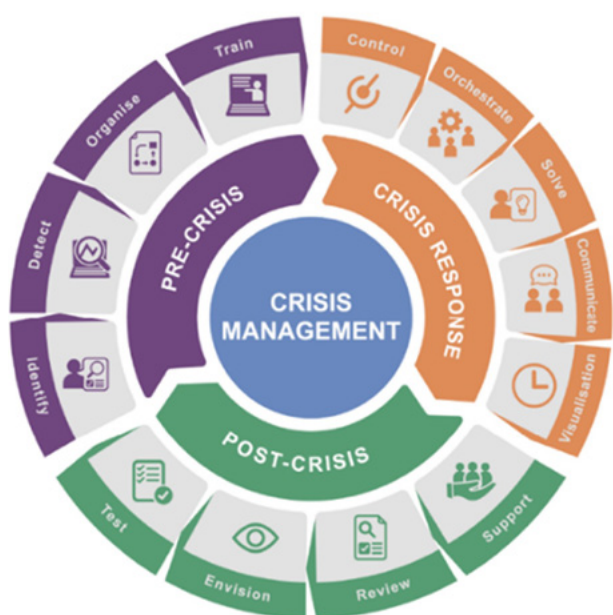 CRISIS
MANAGEMENT
PRE-CRISIS
Identify
Detect
Organise
Train
CRISIS RESPONSE
Control
Orchestrate
Solve
Communicate
Visualisation
POST-CRISIS
Support
Review
Envision
Test